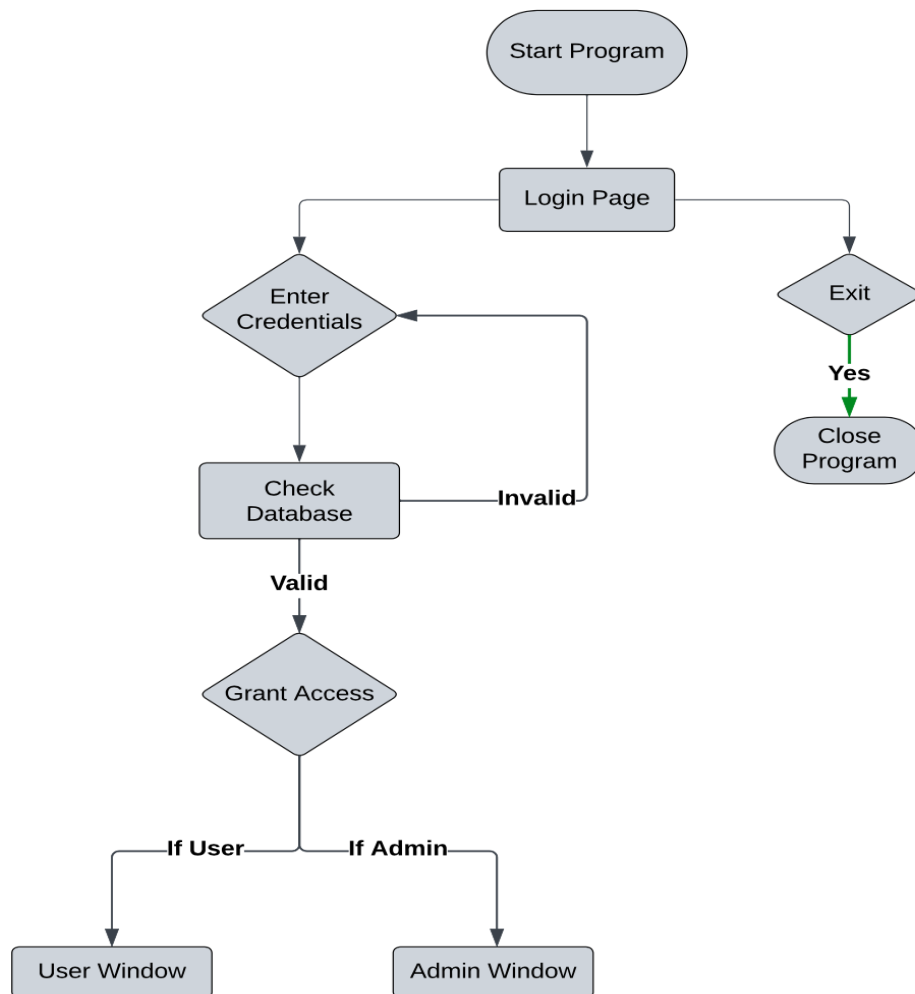 Start Program
Login Page
Enter
Credentials
Exit
Yes
Close
Program
Check
Database
Invalid
Valid
Grant Access
If User
If Admin
User Window
Admin Window